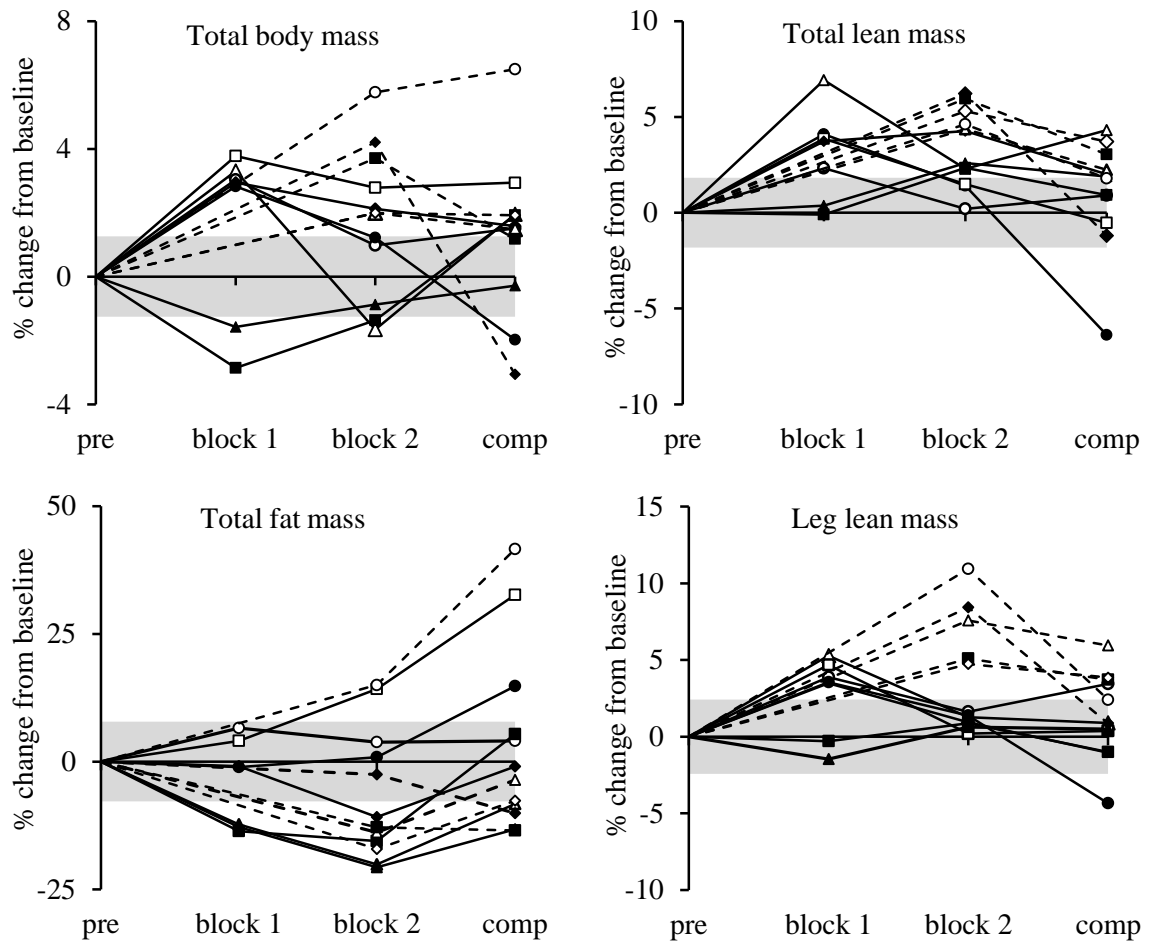 Total body mass
% change from baseline
8
4
0
-4
pre block 1 block 2 comp
Total lean mass
% change from baseline
10
5
0
-5
-10
pre block 1 block 2 comp
Total fat mass
% change from baseline
50
25
0
-25
pre block 1 block 2 comp
Leg lean mass
% change from baseline
15
10
5
0
-5
-10
pre block 1 block 2 comp